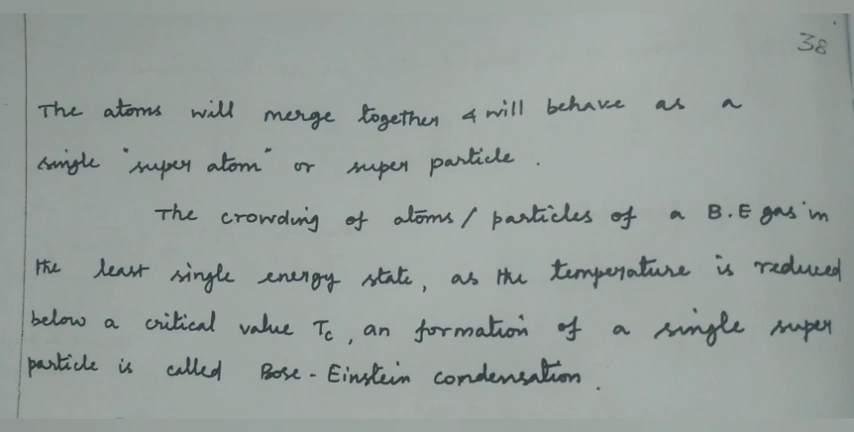 38
The atoms will merge together & will behave as a
single "super atom" or super particle.
The crowding of atoms / particles of a B.E gas in
the least single energy state, as the temperature is reduced
below a critical value Tc, an formation of a single super
particle is called Bose-Einstein condensation.